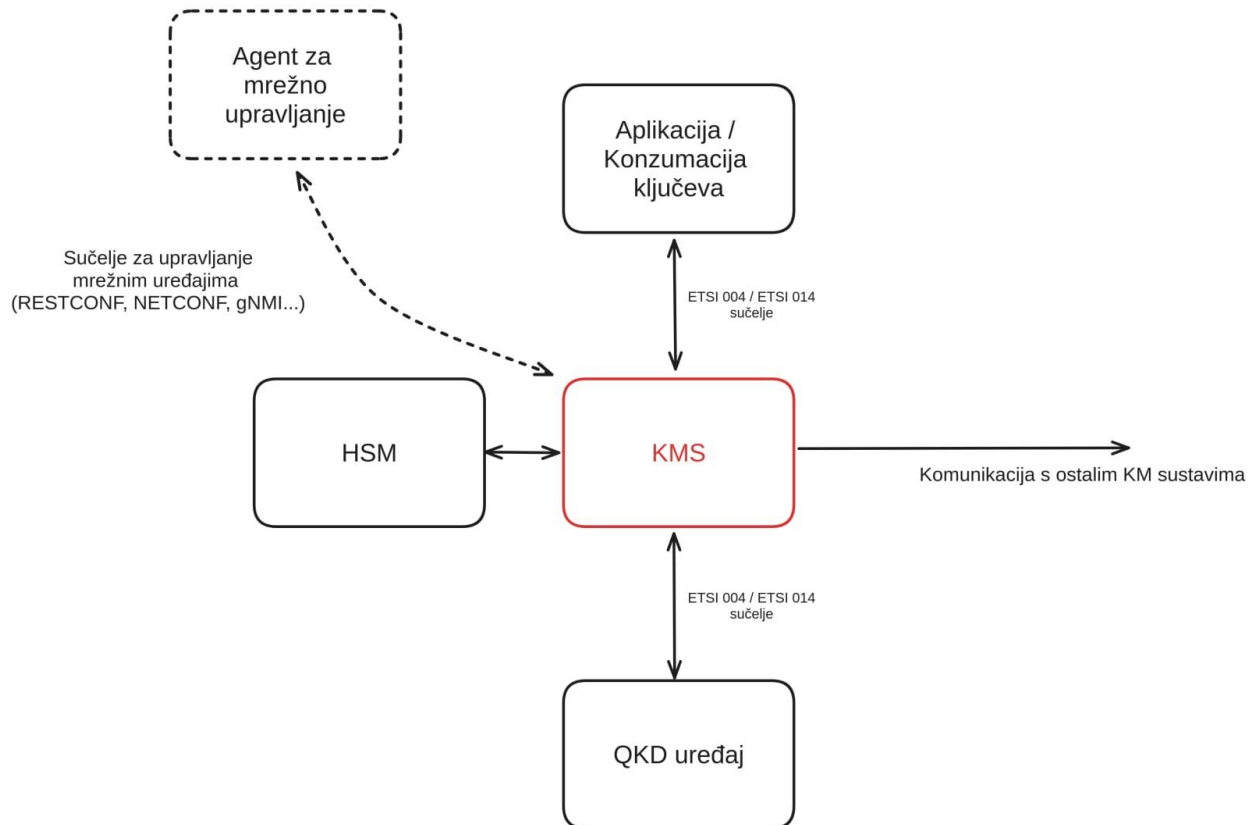 Agent za
mrežno
upravljanje
Aplikacija /
Konzumacija
ključeva
Sučelje za upravljanje
mrežnim uređajima
(RESTCONF, NETCONF, gNMI...)
ETSI 004 / ETSI 014
sučelje
HSM
KMS
Komunikacija s ostalim KM sustavima
ETSI 004 / ETSI 014
sučelje
QKD uređaj